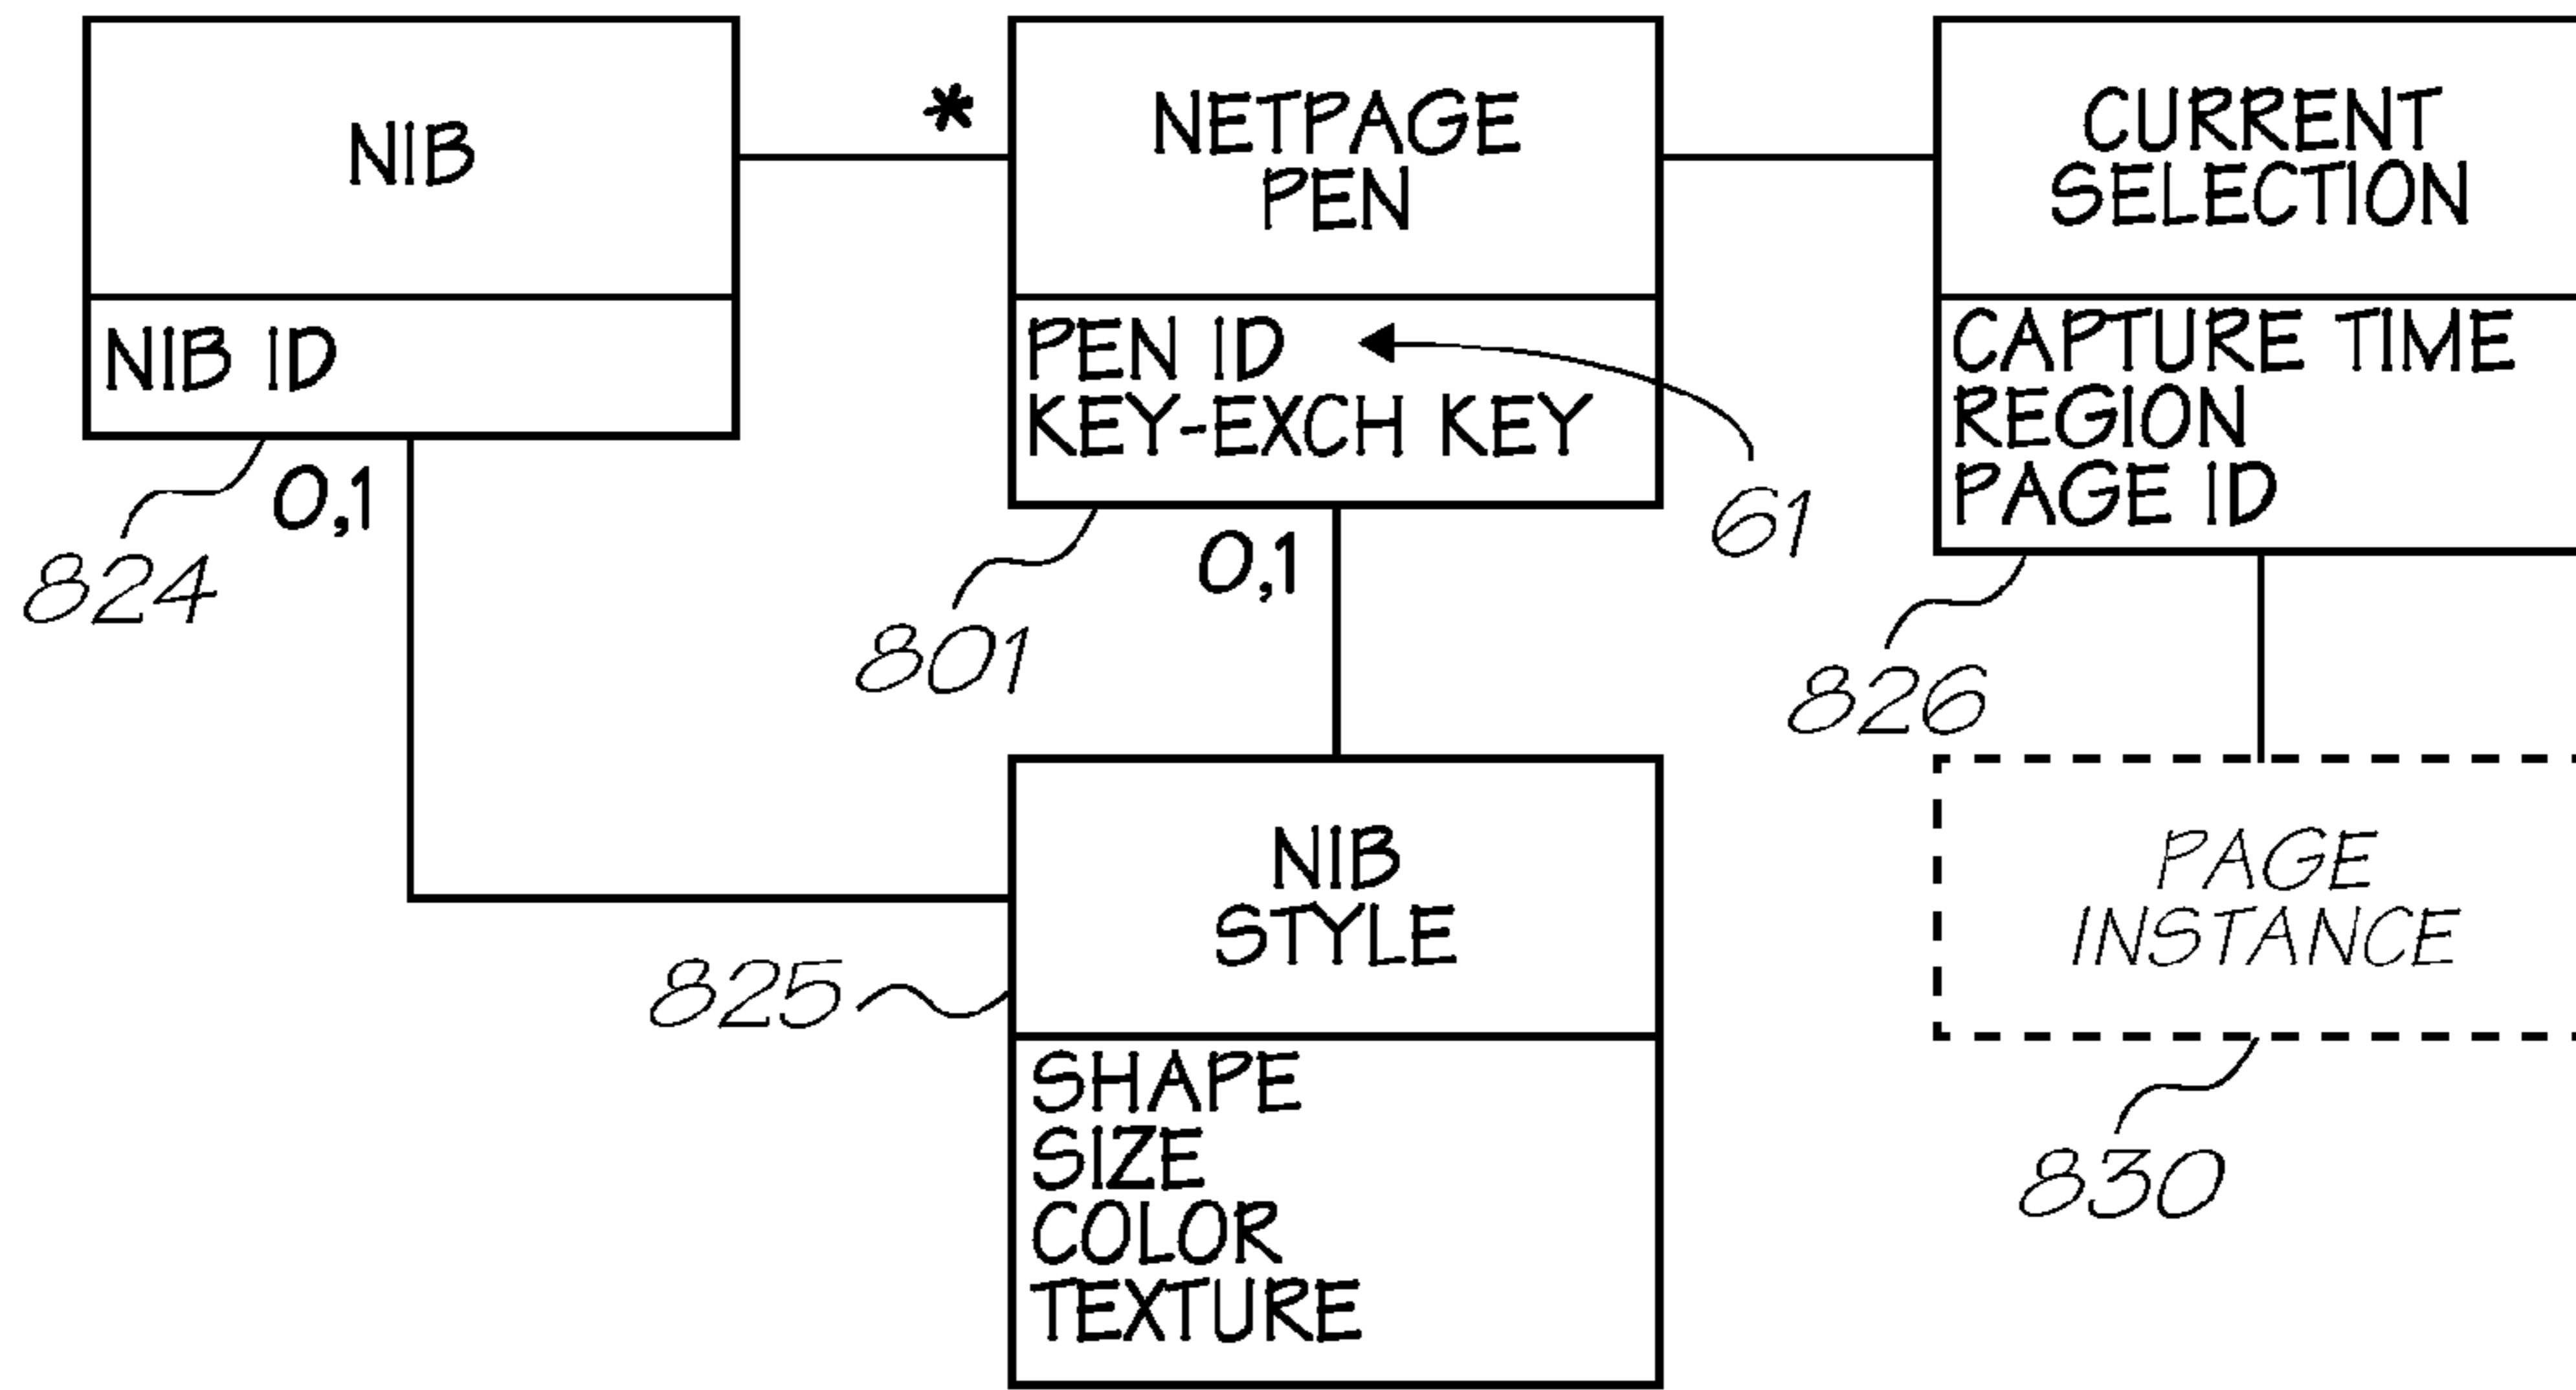 NIB
NIB ID
824
0,1
*
NETPAGE
PEN
PEN ID
KEY-EXCH KEY
61
801
0,1
CURRENT
SELECTION
CAPTURE TIME
REGION
PAGE ID
826
NIB
STYLE
825
SHAPE
SIZE
COLOR
TEXTURE
PAGE
INSTANCE
830